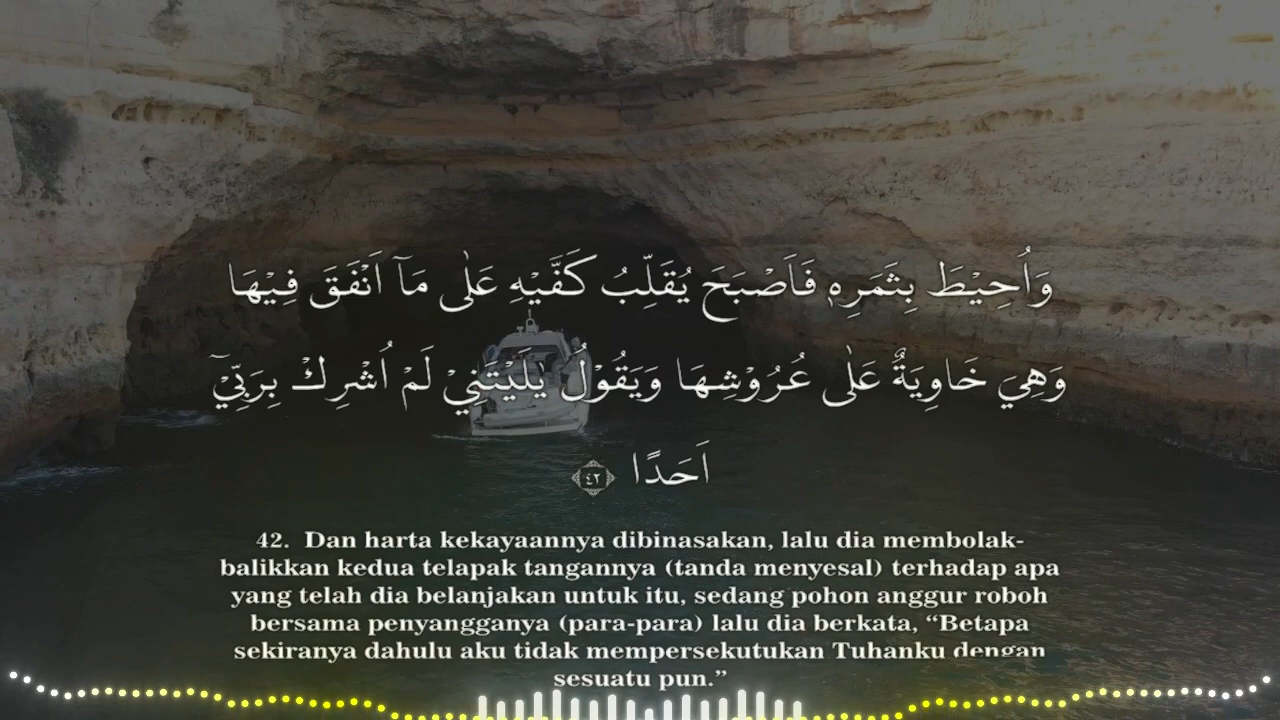 وَاُحِيْطَ بِثَمَرِهٖ فَاَصْبَحَ يُقَلِّبُ كَفَّيْهِ عَلٰى مَآ اَنْفَقَ فِيْهَا
وَهِيَ خَاوِيَةٌ عَلٰى عُرُوْشِهَا وَيَقُوْلُ يٰلَيْتَنِيْ لَمْ اُشْرِكْ بِرَبِّيْٓ
اَحَدًا ٤٢
42. Dan harta kekayaannya dibinasakan, lalu dia membolak-
balikkan kedua telapak tangannya (tanda menyesal) terhadap apa
yang telah dia belanjakan untuk itu, sedang pohon anggur roboh
bersama penyangganya (para-para) lalu dia berkata, “Betapa
sekiranya dahulu aku tidak mempersekutukan Tuhanku dengan
sesuatu pun.”